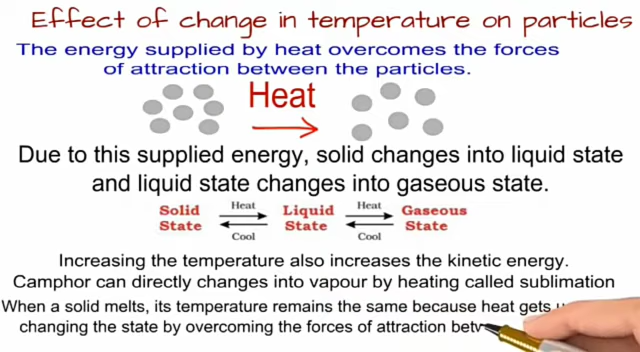 Effect of change in temperature on particles
The energy supplied by heat overcomes the forces
of attraction between the particles.
Heat
Due to this supplied energy, solid changes into liquid state
and liquid state changes into gaseous state.
Solid State Heat Cool Liquid State Heat Cool Gaseous State
Increasing the temperature also increases the kinetic energy.
Camphor can directly changes into vapour by heating called sublimation
When a solid melts, its temperature remains the same because heat gets
changing the state by overcoming the forces of attraction